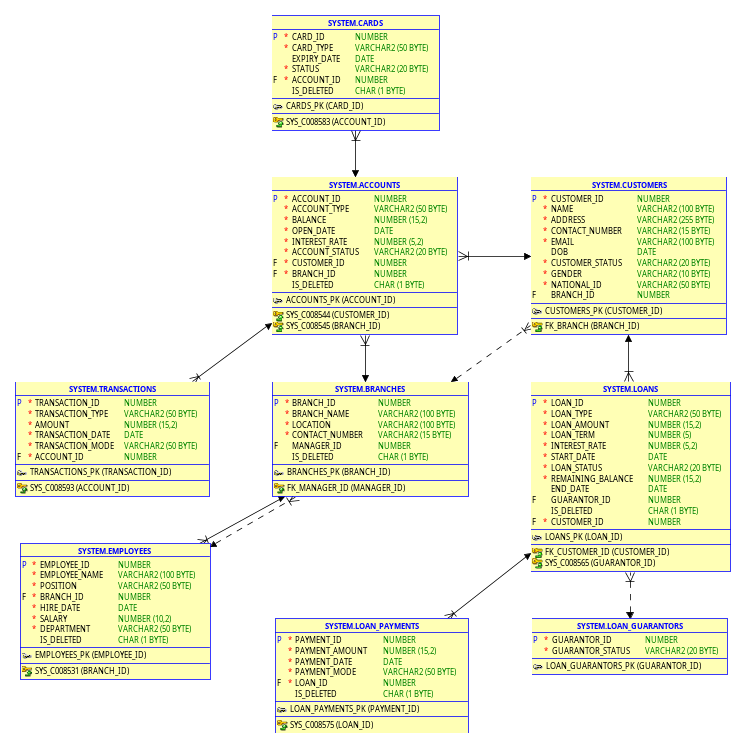 SYSTEM.CARDS
P * CARD_ID NUMBER
* CARD_TYPE VARCHAR2 (50 BYTE)
EXPIRY_DATE DATE
* STATUS VARCHAR2 (20 BYTE)
F * ACCOUNT_ID NUMBER
IS_DELETED CHAR (1 BYTE)
CARDS_PK (CARD_ID)
SYS_C008583 (ACCOUNT_ID)
SYSTEM.ACCOUNTS
P * ACCOUNT_ID NUMBER
* ACCOUNT_TYPE VARCHAR2 (50 BYTE)
* BALANCE NUMBER (15,2)
* OPEN_DATE DATE
* INTEREST_RATE NUMBER (5,2)
* ACCOUNT_STATUS VARCHAR2 (20 BYTE)
F * CUSTOMER_ID NUMBER
F * BRANCH_ID NUMBER
IS_DELETED CHAR (1 BYTE)
ACCOUNTS_PK (ACCOUNT_ID)
SYS_C008544 (CUSTOMER_ID)
SYS_C008545 (BRANCH_ID)
SYSTEM.CUSTOMERS
P * CUSTOMER_ID NUMBER
* NAME VARCHAR2 (100 BYTE)
* ADDRESS VARCHAR2 (255 BYTE)
* CONTACT_NUMBER VARCHAR2 (15 BYTE)
* EMAIL VARCHAR2 (100 BYTE)
DOB DATE
* CUSTOMER_STATUS VARCHAR2 (20 BYTE)
* GENDER VARCHAR2 (10 BYTE)
* NATIONAL_ID VARCHAR2 (50 BYTE)
F BRANCH_ID NUMBER
CUSTOMERS_PK (CUSTOMER_ID)
FK_BRANCH (BRANCH_ID)
SYSTEM.TRANSACTIONS
P * TRANSACTION_ID NUMBER
* TRANSACTION_TYPE VARCHAR2 (50 BYTE)
* AMOUNT NUMBER (15,2)
* TRANSACTION_DATE DATE
* TRANSACTION_MODE VARCHAR2 (50 BYTE)
F * ACCOUNT_ID NUMBER
TRANSACTIONS_PK (TRANSACTION_ID)
SYS_C008593 (ACCOUNT_ID)
SYSTEM.BRANCHES
P * BRANCH_ID NUMBER
* BRANCH_NAME VARCHAR2 (100 BYTE)
* LOCATION VARCHAR2 (100 BYTE)
* CONTACT_NUMBER VARCHAR2 (15 BYTE)
F MANAGER_ID NUMBER
IS_DELETED CHAR (1 BYTE)
BRANCHES_PK (BRANCH_ID)
FK_MANAGER_ID (MANAGER_ID)
SYSTEM.LOANS
P * LOAN_ID NUMBER
* LOAN_TYPE VARCHAR2 (50 BYTE)
* LOAN_AMOUNT NUMBER (15,2)
* LOAN_TERM NUMBER (5)
* INTEREST_RATE NUMBER (5,2)
* START_DATE DATE
* LOAN_STATUS VARCHAR2 (20 BYTE)
* REMAINING_BALANCE NUMBER (15,2)
END_DATE DATE
F GUARANTOR_ID NUMBER
IS_DELETED CHAR (1 BYTE)
F * CUSTOMER_ID NUMBER
LOANS_PK (LOAN_ID)
FK_CUSTOMER_ID (CUSTOMER_ID)
SYS_C008565 (GUARANTOR_ID)
SYSTEM.EMPLOYEES
P * EMPLOYEE_ID NUMBER
* EMPLOYEE_NAME VARCHAR2 (100 BYTE)
* POSITION VARCHAR2 (50 BYTE)
F * BRANCH_ID NUMBER
* HIRE_DATE DATE
* SALARY NUMBER (10,2)
* DEPARTMENT VARCHAR2 (50 BYTE)
IS_DELETED CHAR (1 BYTE)
EMPLOYEES_PK (EMPLOYEE_ID)
SYS_C008531 (BRANCH_ID)
SYSTEM.LOAN_PAYMENTS
P * PAYMENT_ID NUMBER
* PAYMENT_AMOUNT NUMBER (15,2)
* PAYMENT_DATE DATE
* PAYMENT_MODE VARCHAR2 (50 BYTE)
F * LOAN_ID NUMBER
IS_DELETED CHAR (1 BYTE)
LOAN_PAYMENTS_PK (PAYMENT_ID)
SYS_C008575 (LOAN_ID)
SYSTEM.LOAN_GUARANTORS
P * GUARANTOR_ID NUMBER
* GUARANTOR_STATUS VARCHAR2 (20 BYTE)
LOAN_GUARANTORS_PK (GUARANTOR_ID)